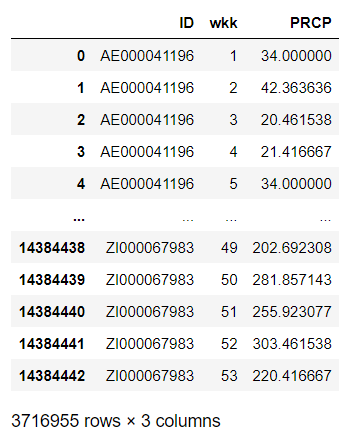 ID wkk PRCP
0 AE000041196 1 34.000000
1 AE000041196 2 42.363636
2 AE000041196 3 20.461538
3 AE000041196 4 21.416667
4 AE000041196 5 34.000000
... ... ... ...
14384438 ZI000067983 49 202.692308
14384439 ZI000067983 50 281.857143
14384440 ZI000067983 51 255.923077
14384441 ZI000067983 52 303.461538
14384442 ZI000067983 53 220.416667
3716955 rows × 3 columns